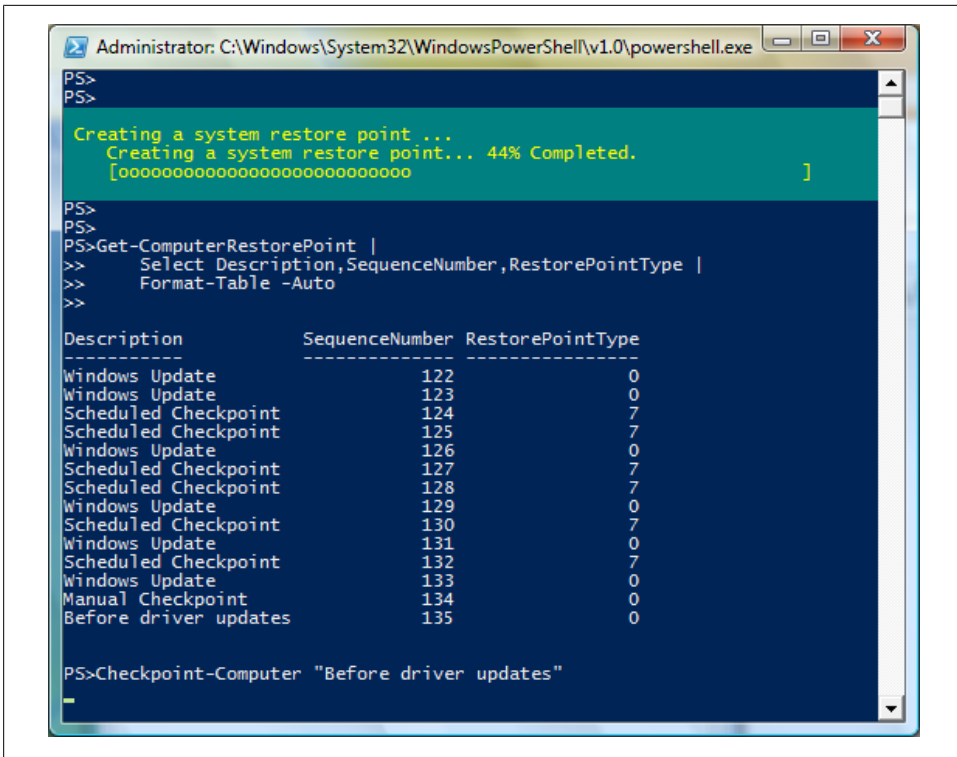 Administrator: C:\Windows\System32\WindowsPowerShell\v1.0\powershell.exe
PS>
PS>
Creating a system restore point ...
Creating a system restore point... 44% Completed.
[ooooooooooooooooooooooooooo ]
PS>
PS>
PS>Get-ComputerRestorePoint |
>> Select Description,SequenceNumber,RestorePointType |
>> Format-Table -Auto
>>
Description SequenceNumber RestorePointType
----------- -------------- ----------------
Windows Update 122 0
Windows Update 123 0
Scheduled Checkpoint 124 7
Scheduled Checkpoint 125 7
Windows Update 126 0
Scheduled Checkpoint 127 7
Scheduled Checkpoint 128 7
Windows Update 129 0
Scheduled Checkpoint 130 7
Windows Update 131 0
Scheduled Checkpoint 132 7
Windows Update 133 0
Manual Checkpoint 134 0
Before driver updates 135 0
PS>Checkpoint-Computer "Before driver updates"